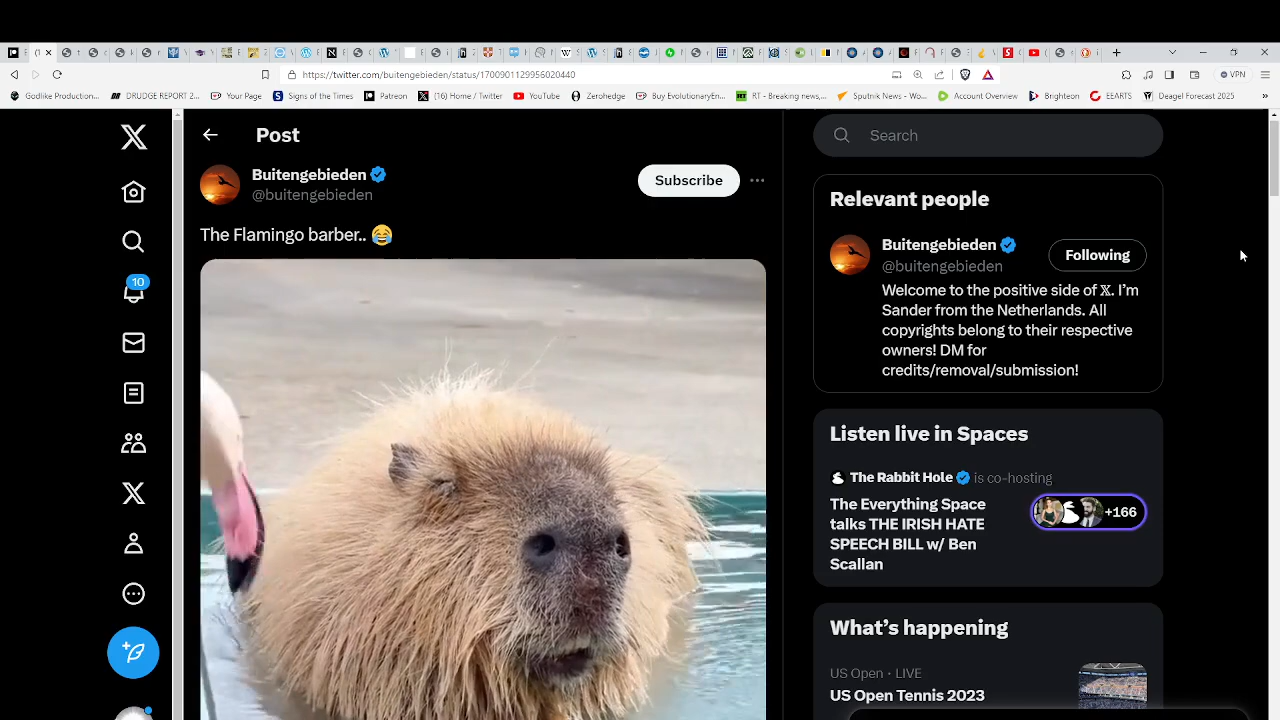 https://twitter.com/buitengebieden/status/1700901129956020440
VPN
Godlike Production...
DRUDGE REPORT 2...
Your Page
Signs of the Times
Patreon
(16) Home / Twitter
YouTube
Zerohedge
Buy EvolutionaryEn...
RT - Breaking news,...
Sputnik News - Wo...
Account Overview
Brighteon
EEARTS
Dagel Forecast 2025
»
Post
Buitengebieden
@buitengebieden
Subscribe
The Flamingo barber.. 😂
10
Search
Relevant people
Buitengebieden
@buitengebieden
Following
Welcome to the positive side of 𝕏. I'm
Sander from the Netherlands. All
copyrights belong to their respective
owners! DM for
credits/removal/submission!
Listen live in Spaces
The Rabbit Hole is co-hosting
The Everything Space
talks THE IRISH HATE
SPEECH BILL w/ Ben
Scallan
+166
What's happening
US Open · LIVE
US Open Tennis 2023